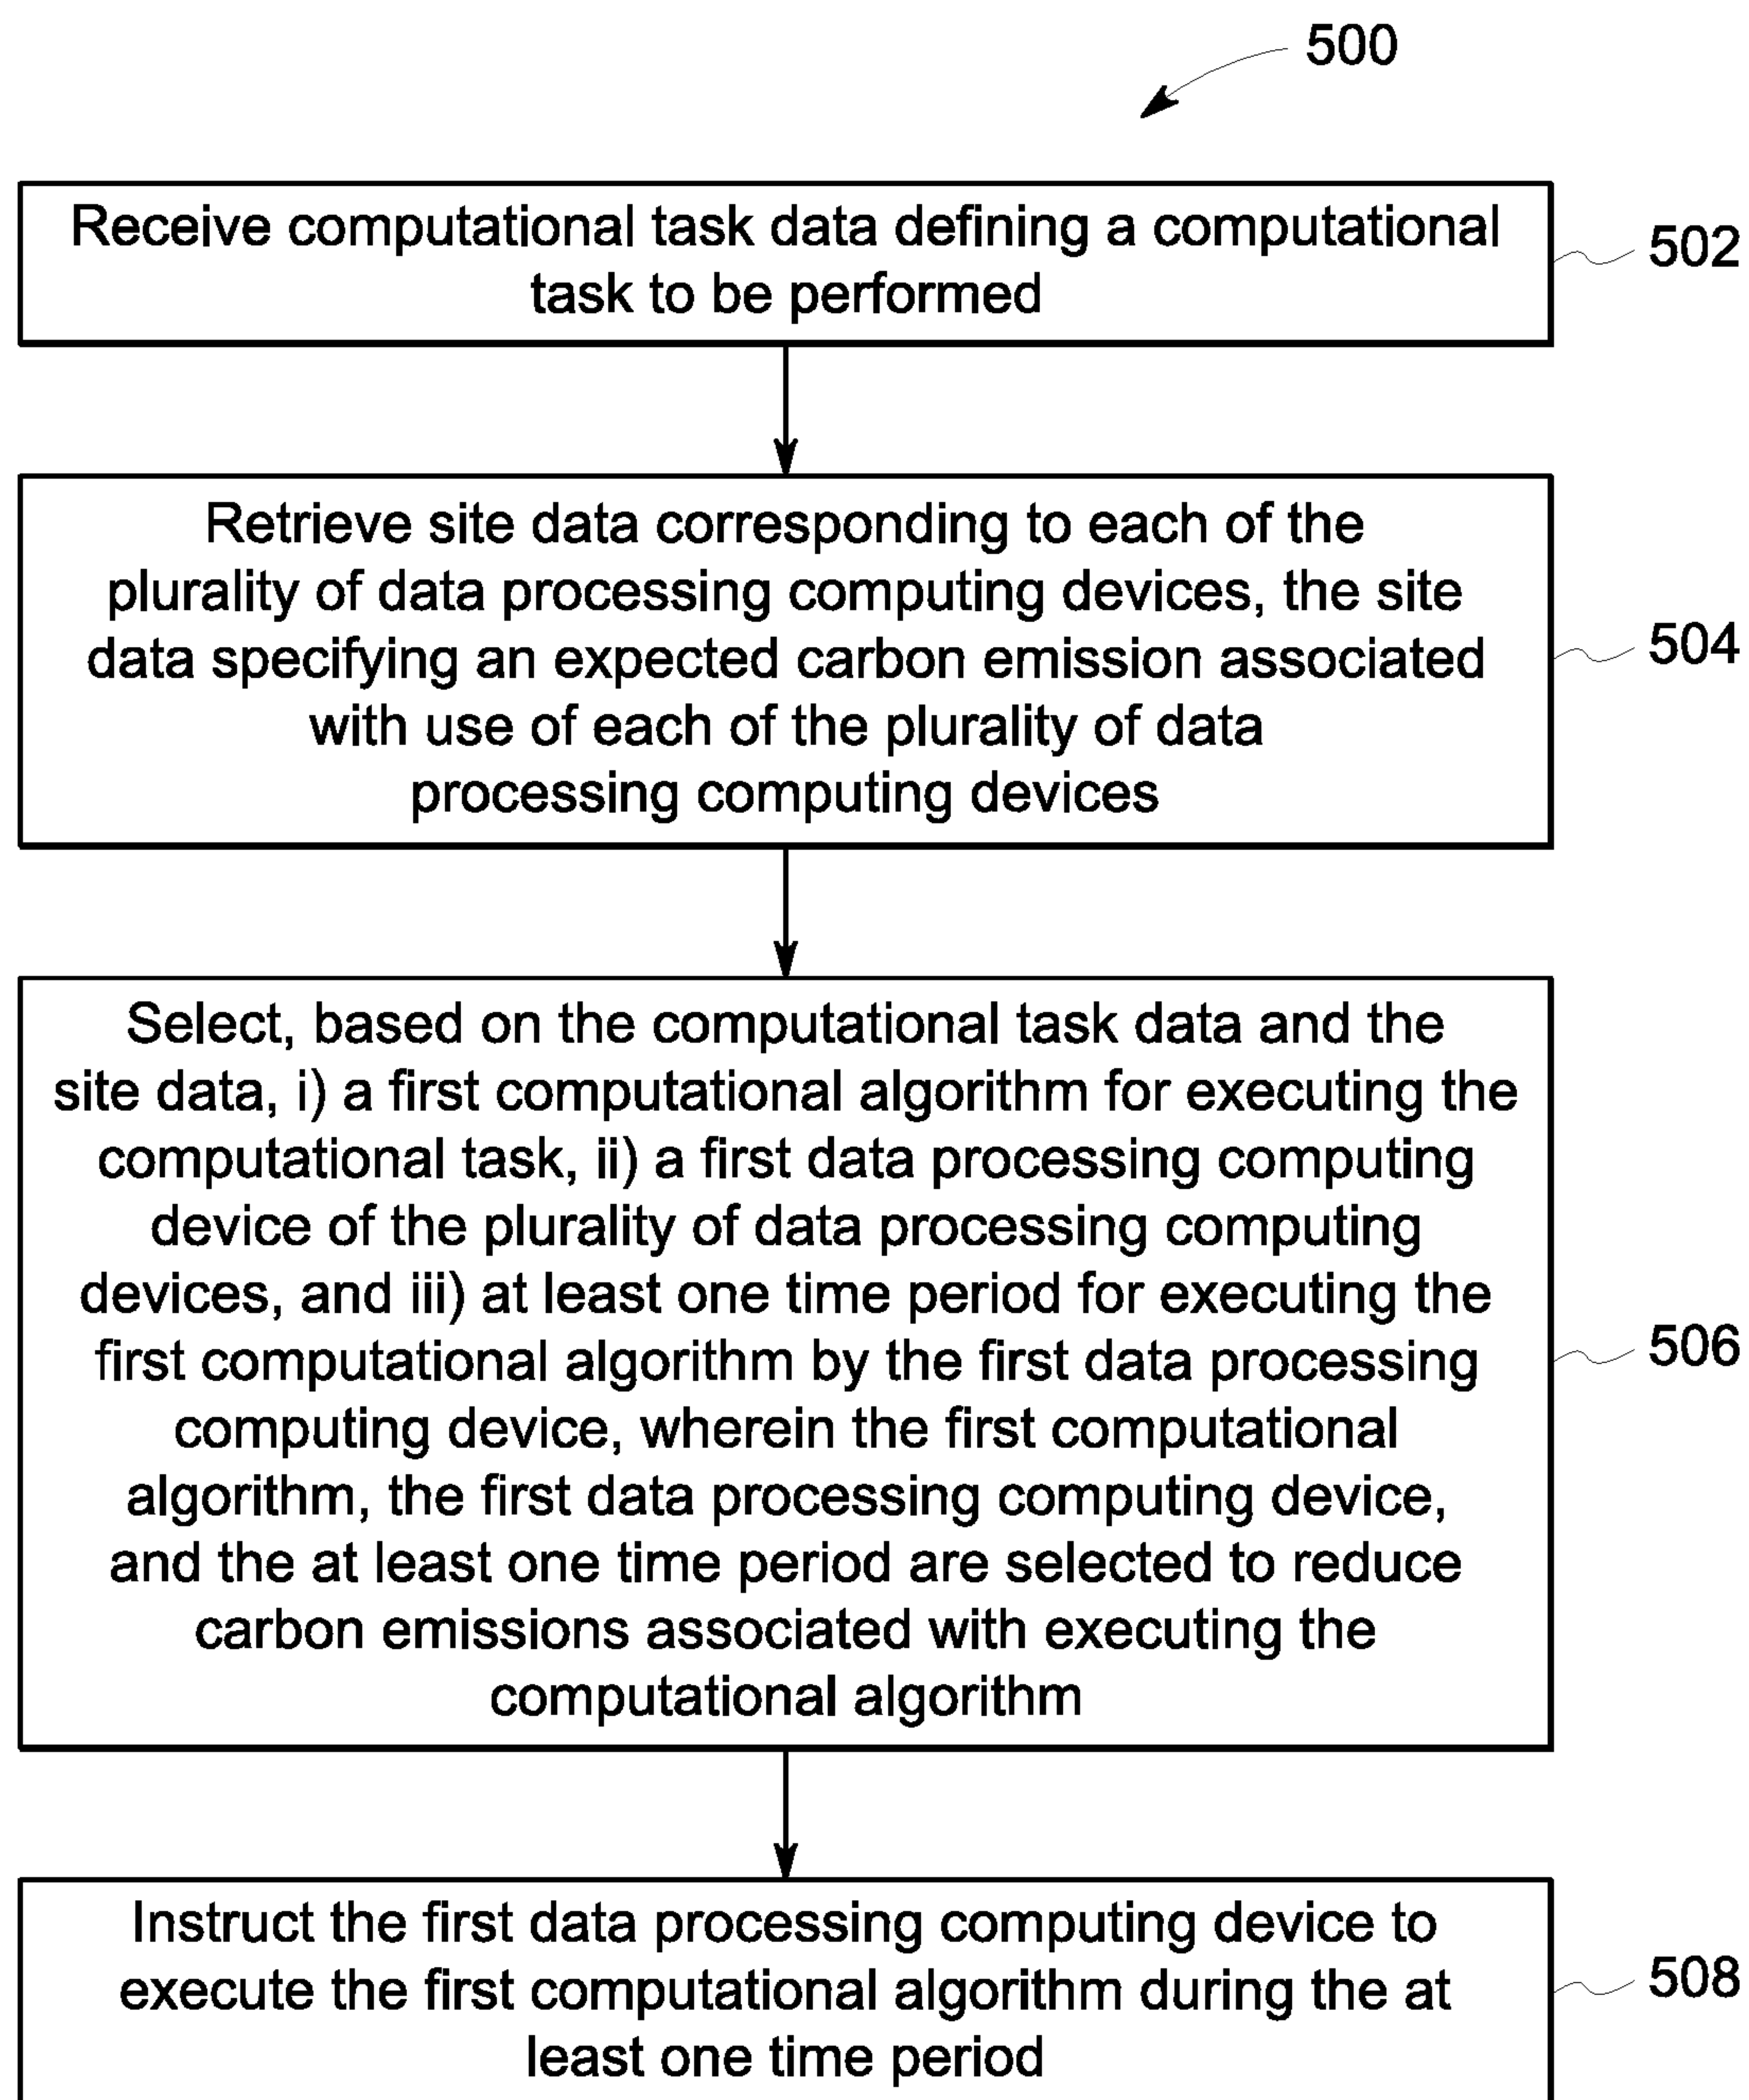 500
Receive computational task data defining a computational
task to be performed
502
Retrieve site data corresponding to each of the
plurality of data processing computing devices, the site
data specifying an expected carbon emission associated
with use of each of the plurality of data
processing computing devices
504
Select, based on the computational task data and the
site data, i) a first computational algorithm for executing the
computational task, ii) a first data processing computing
device of the plurality of data processing computing
devices, and iii) at least one time period for executing the
first computational algorithm by the first data processing
computing device, wherein the first computational
algorithm, the first data processing computing device,
and the at least one time period are selected to reduce
carbon emissions associated with executing the
computational algorithm
506
Instruct the first data processing computing device to
execute the first computational algorithm during the at
least one time period
508